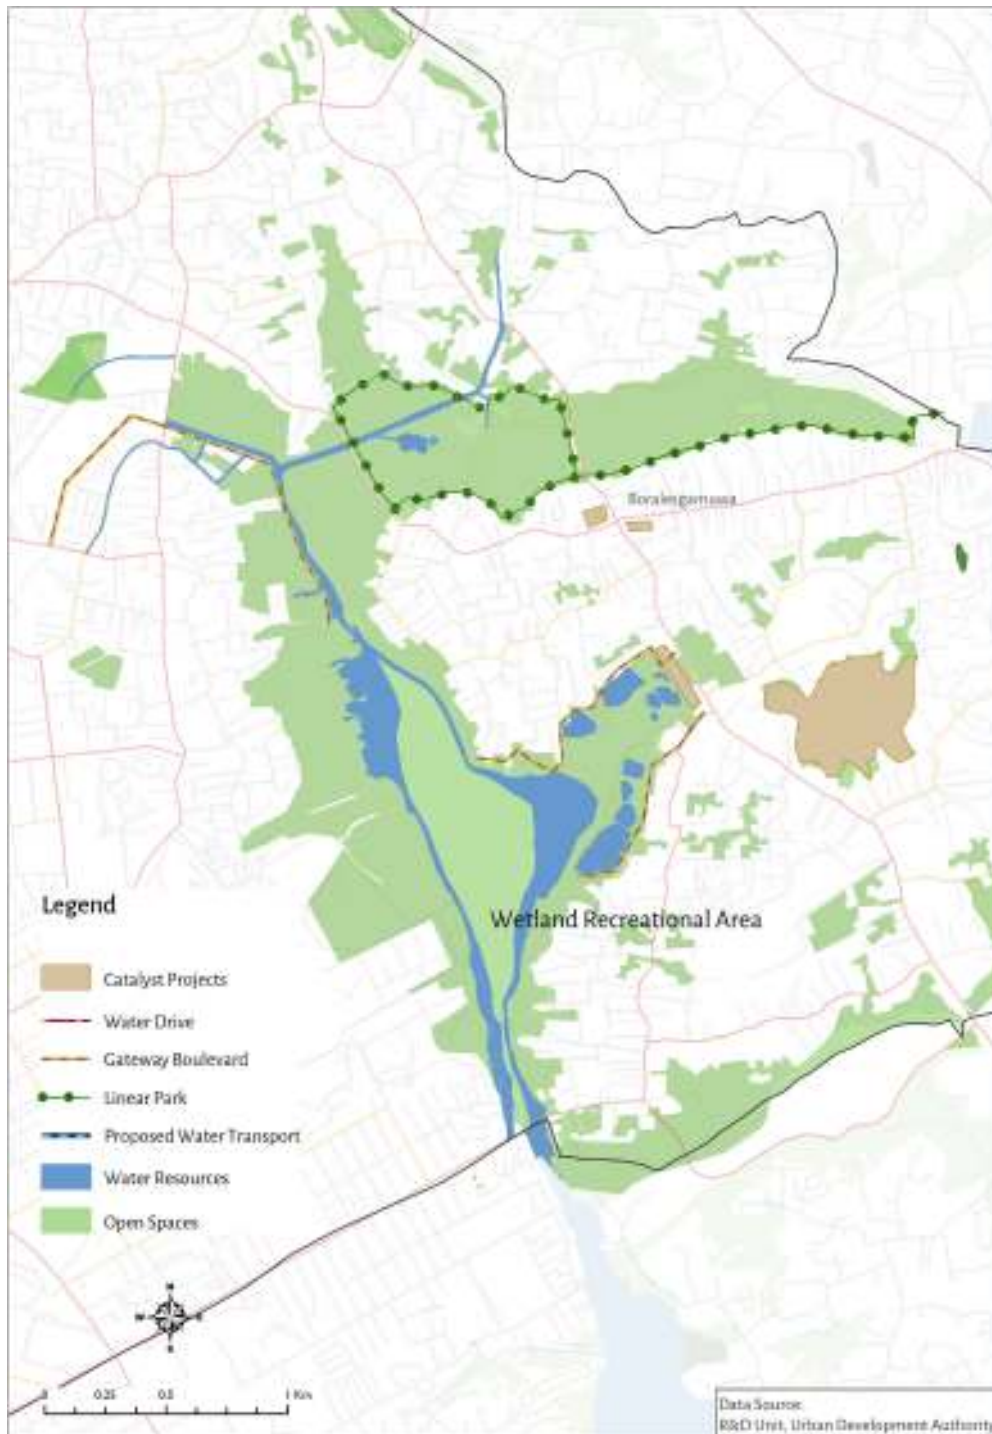 Boralesgamuwa
Wetland Recreational Area
Legend
Catalyst Projects
Water Drive
Gateway Boulevard
Linear Park
Proposed Water Transport
Water Resources
Open Spaces
N
W E
S
0 0.25 0.5 1 Km
Data Source:
R&D Unit, Urban Development Authority